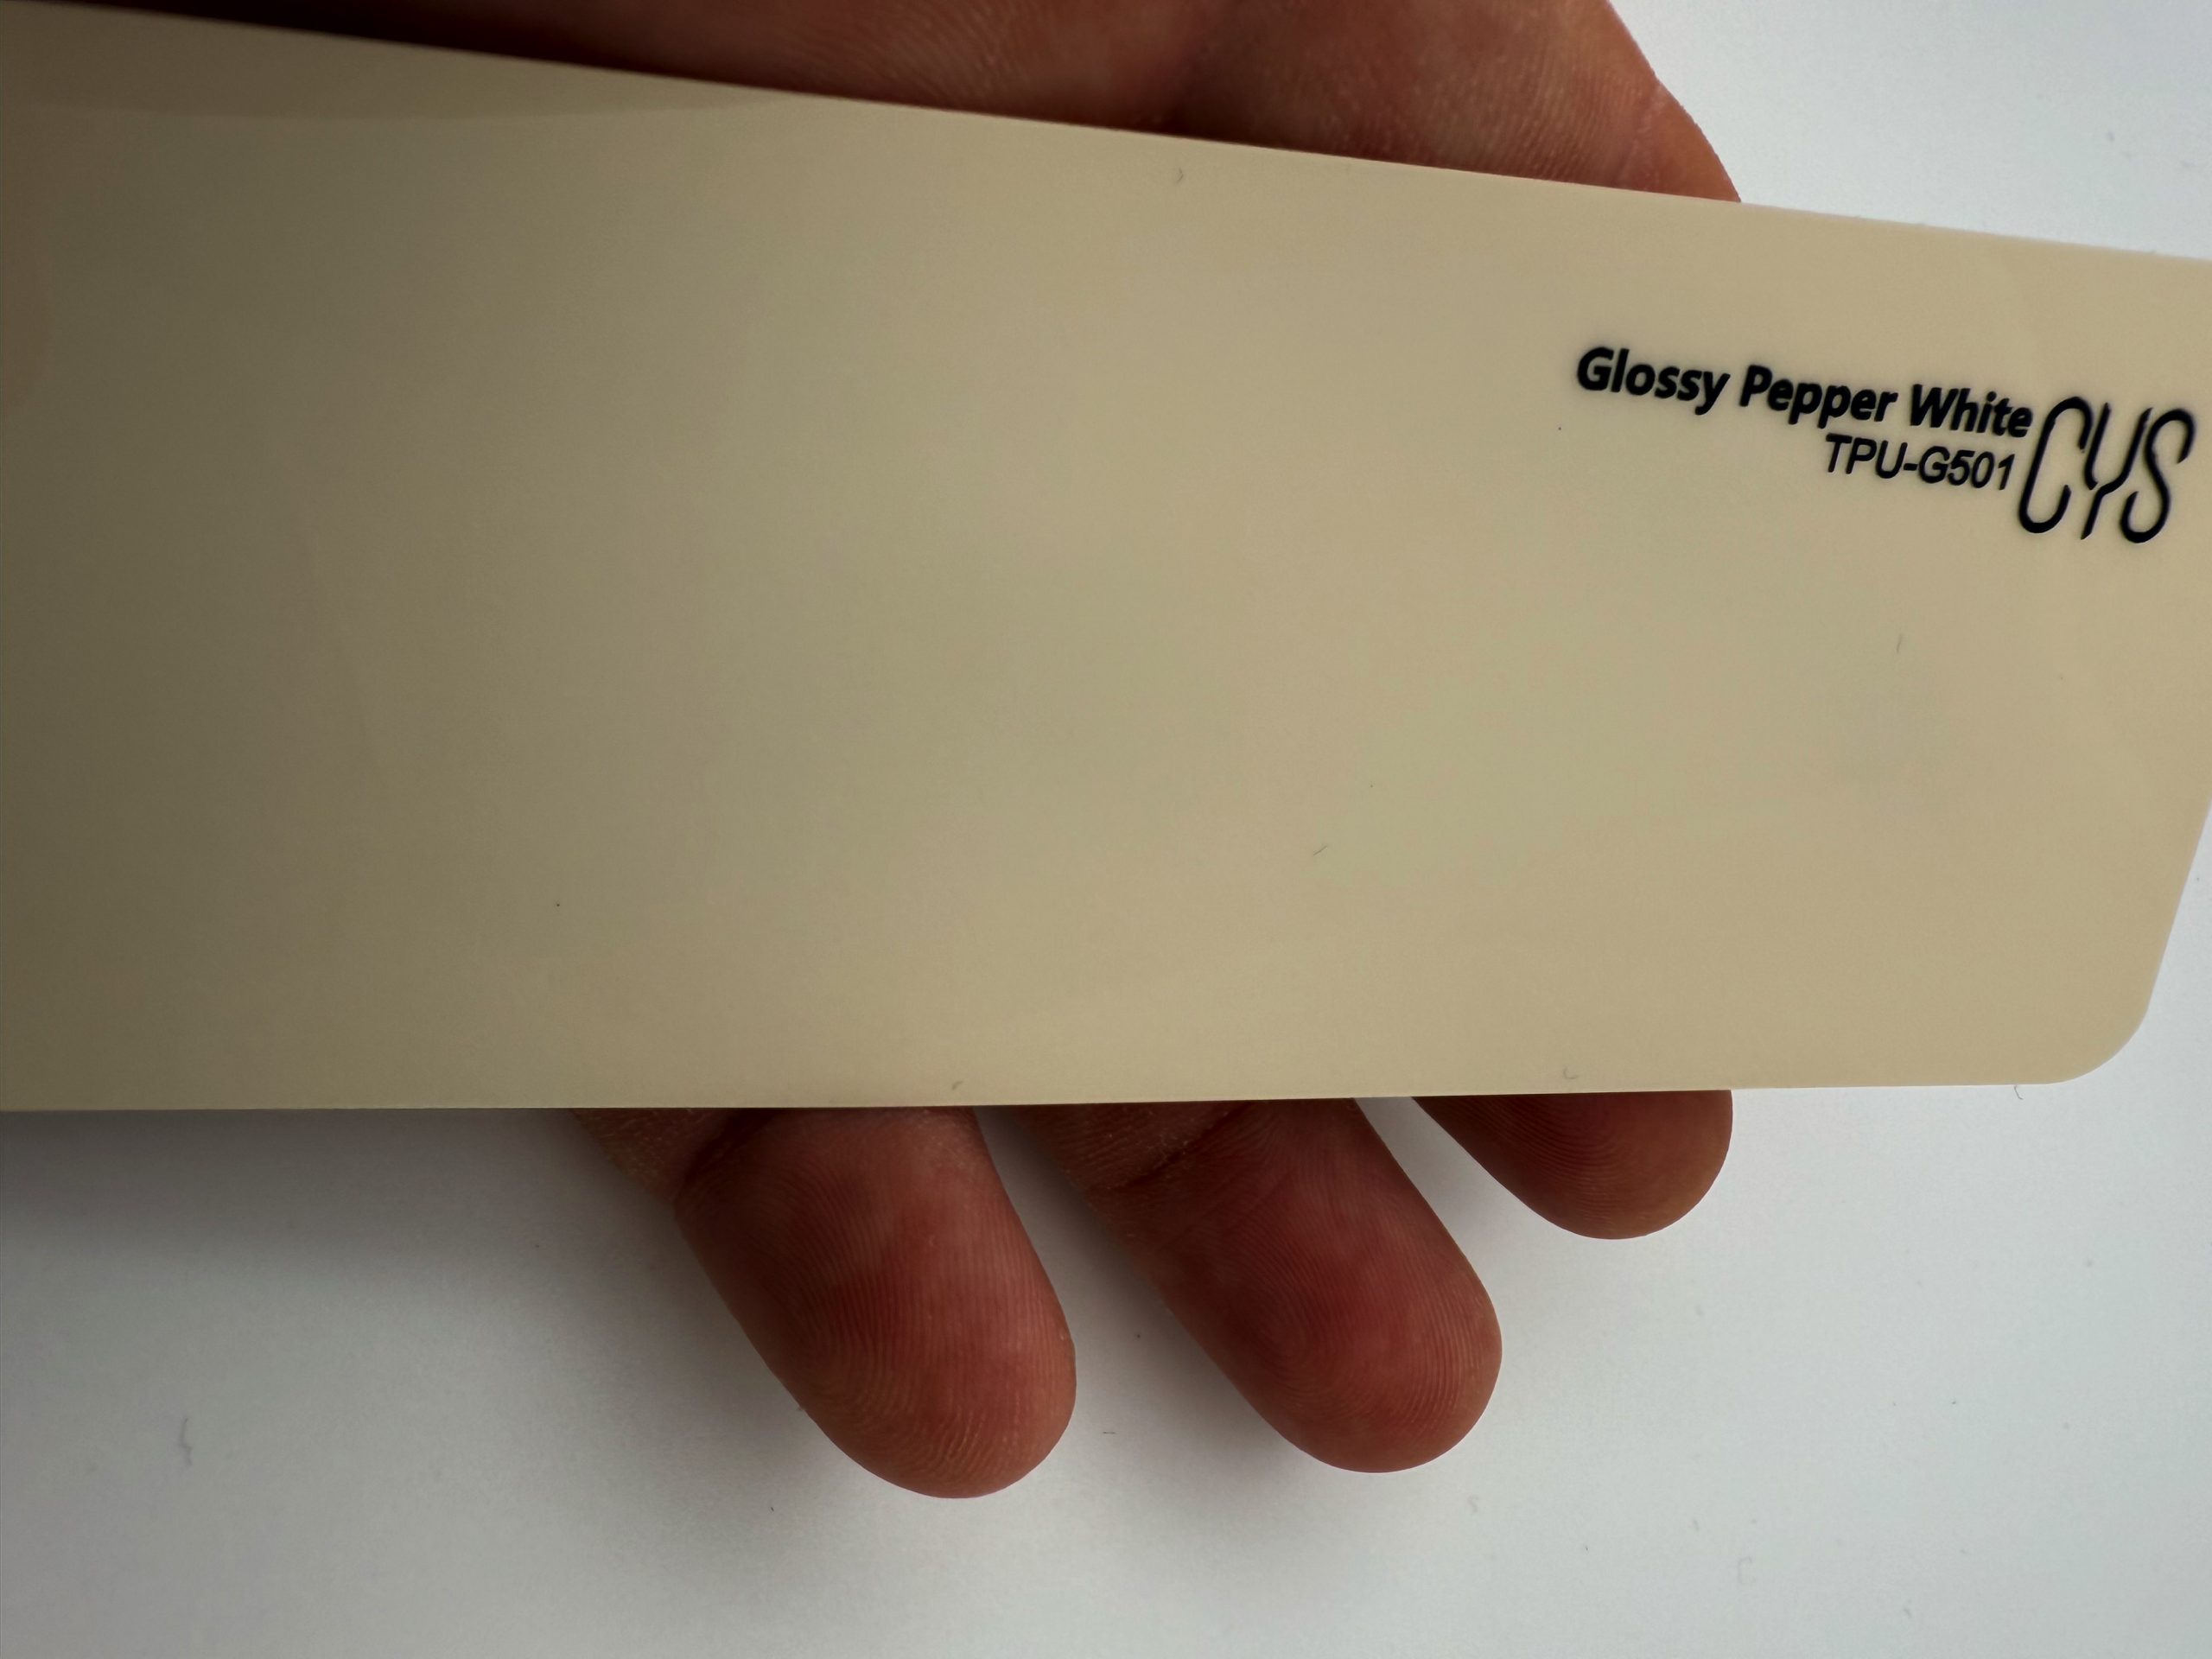 Glossy Pepper White
TPU-G501
CYS